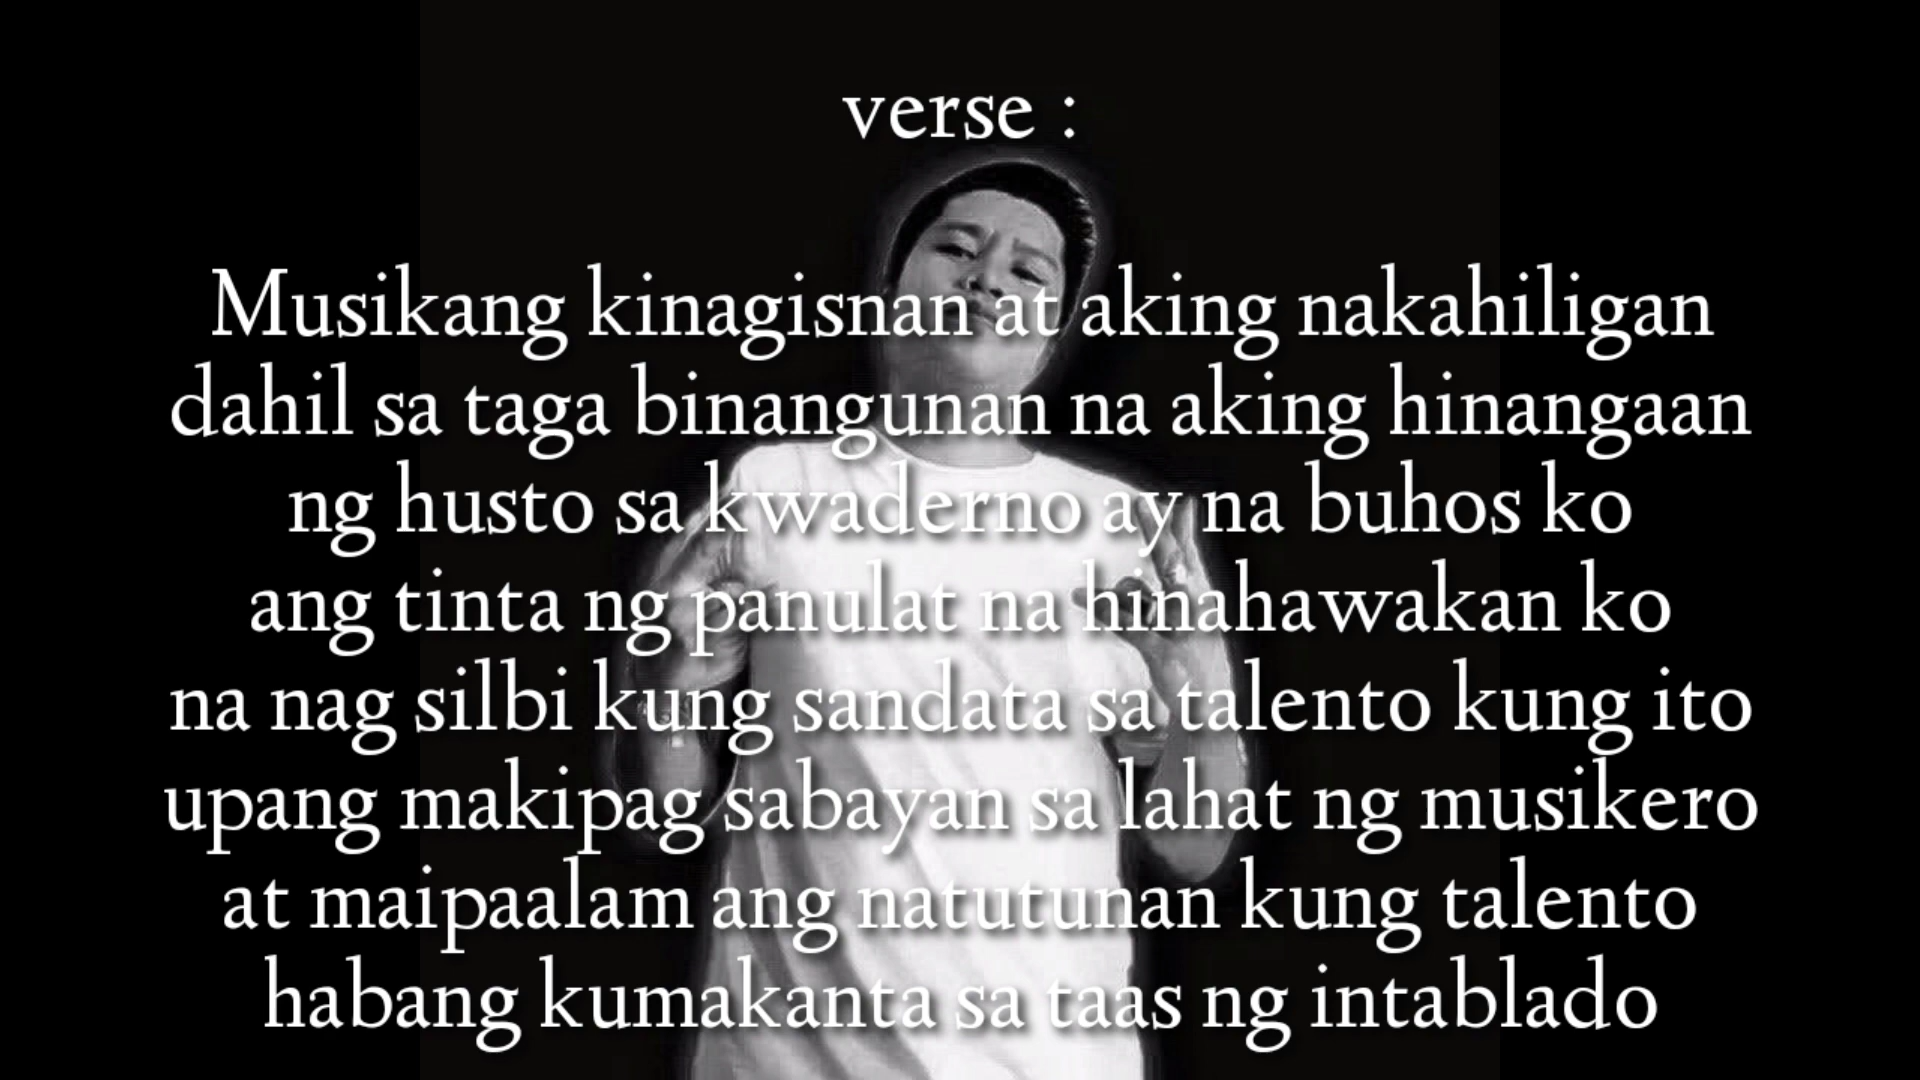 verse :
Musikang kinagisnan at aking nakahiligan
dahil sa taga binangunan na aking hinangaan
ng husto sa kwaderno ay na buhos ko
ang tinta ng panulat na hinahawakan ko
na nag silbi kung sandata sa talento kung ito
upang makipag sabayan sa lahat ng musikero
at maipaalam ang natutunan kung talento
habang kumakanta sa taas ng intablado